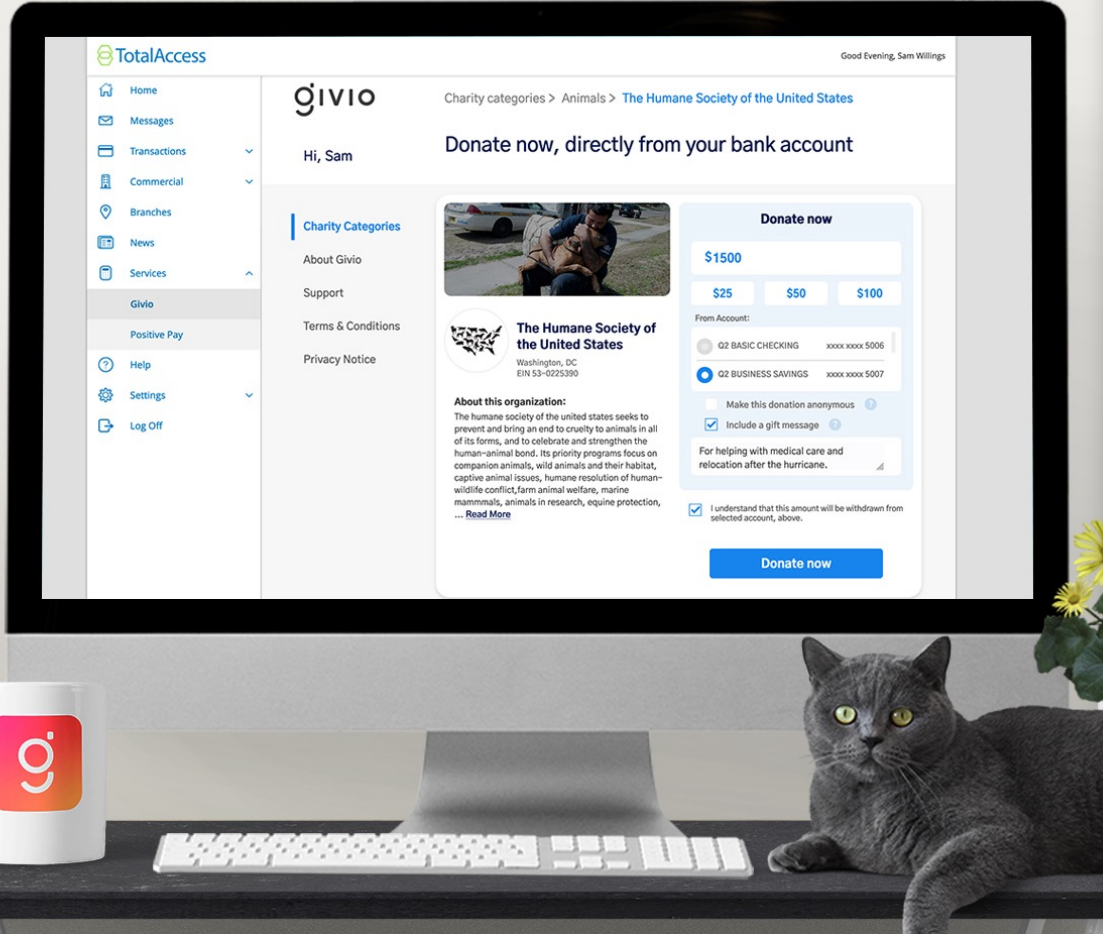 TotalAccess
Good Evening, Sam Willings
Home
Messages
Transactions
Commercial
Branches
News
Services
Givio
Positive Pay
Help
Settings
Log Off
gıvıo
Hi, Sam
Charity categories > Animals > The Humane Society of the United States
Donate now, directly from your bank account
Charity Categories
About Givio
Support
Terms & Conditions
Privacy Notice
The Humane Society of
the United States
Washington, DC
EIN 53-0225390
About this organization:
The humane society of the united states seeks to
prevent and bring an end to cruelty to animals in all
of its forms, and to celebrate and strengthen the
human-animal bond. Its priority programs focus on
companion animals, wild animals and their habitat,
captive animal issues, humane resolution of human-
wildlife conflict,farm animal welfare, marine
mammmals, animals in research, equine protection,
... Read More
Donate now
$1500
$25 $50 $100
From Account:
Q2 BASIC CHECKING xxxx xxxx 5006
Q2 BUSINESS SAVINGS xxxx xxxx 5007
Make this donation anonymous ?
Include a gift message ?
For helping with medical care and
relocation after the hurricane.
I understand that this amount will be withdrawn from
selected account, above.
Donate now
g